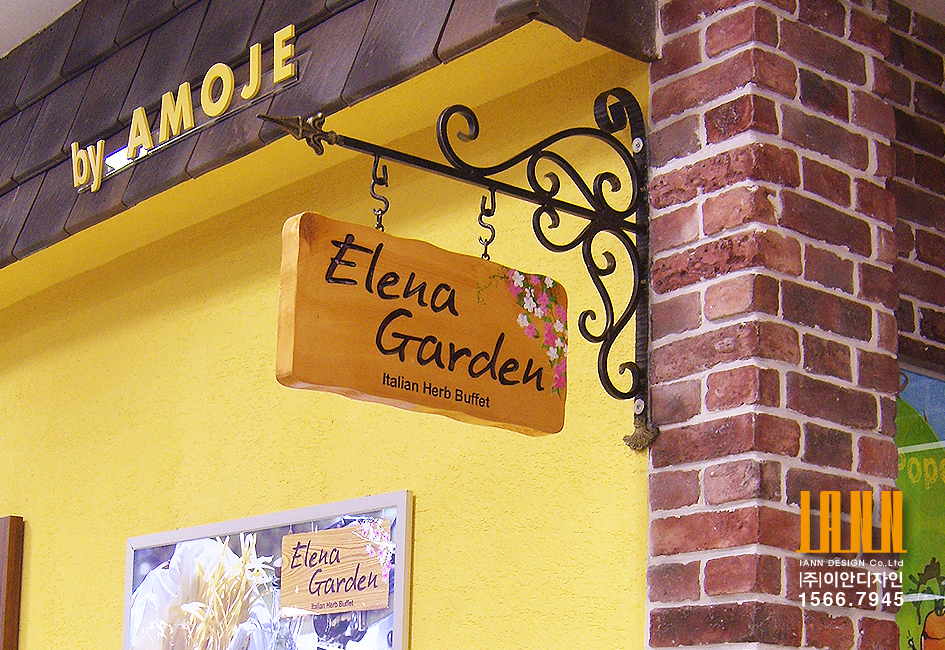 by AMOJE
Elena
Garden
Italian Herb Buffet
Elena
Garden
Italian Herb Buffet
IANN
IANN DESIGN Co,.Ltd
(주)이안디자인
1566.7945